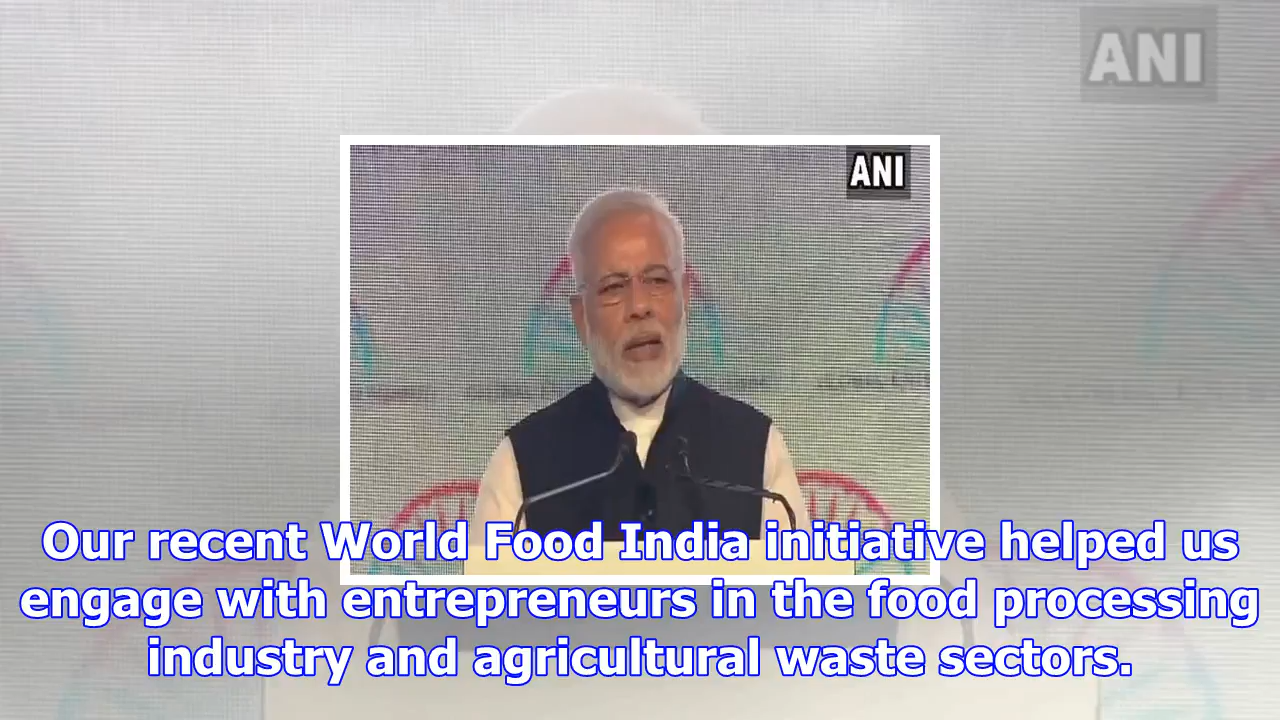 ANI
ANI
Our recent World Food India initiative helped us
engage with entrepreneurs in the food processing
industry and agricultural waste sectors.